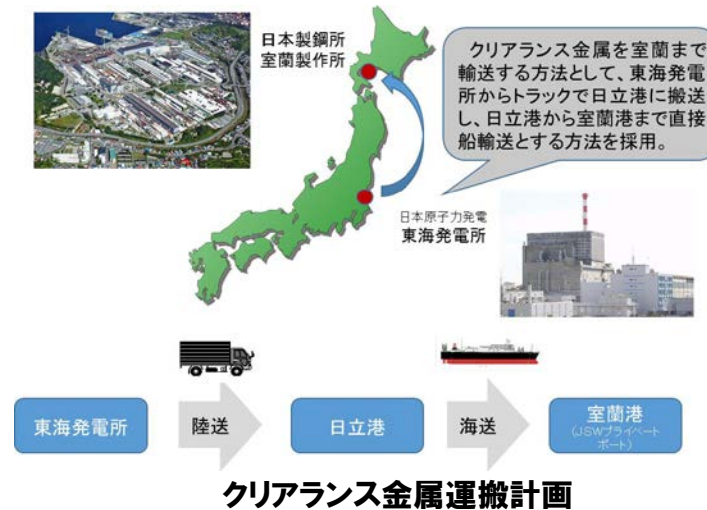 日本製鋼所
室蘭製作所
クリアランス金属を室蘭まで
輸送する方法として、東海発電
所からトラックで日立港に搬送
し、日立港から室蘭港まで直接
船輸送とする方法を採用。
日本原子力発電
東海発電所
東海発電所
陸送
日立港
海送
室蘭港
(JSWプライベート
ポート)
クリアランス金属運搬計画